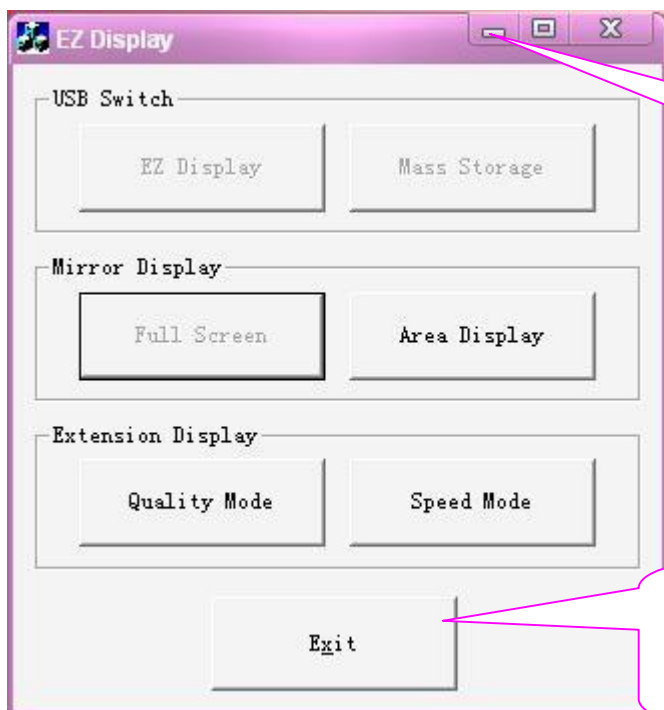 EZ Display
USB Switch
EZ Display
Mass Storage
Mirror Display
Full Screen
Area Display
Extension Display
Quality Mode
Speed Mode
Exit